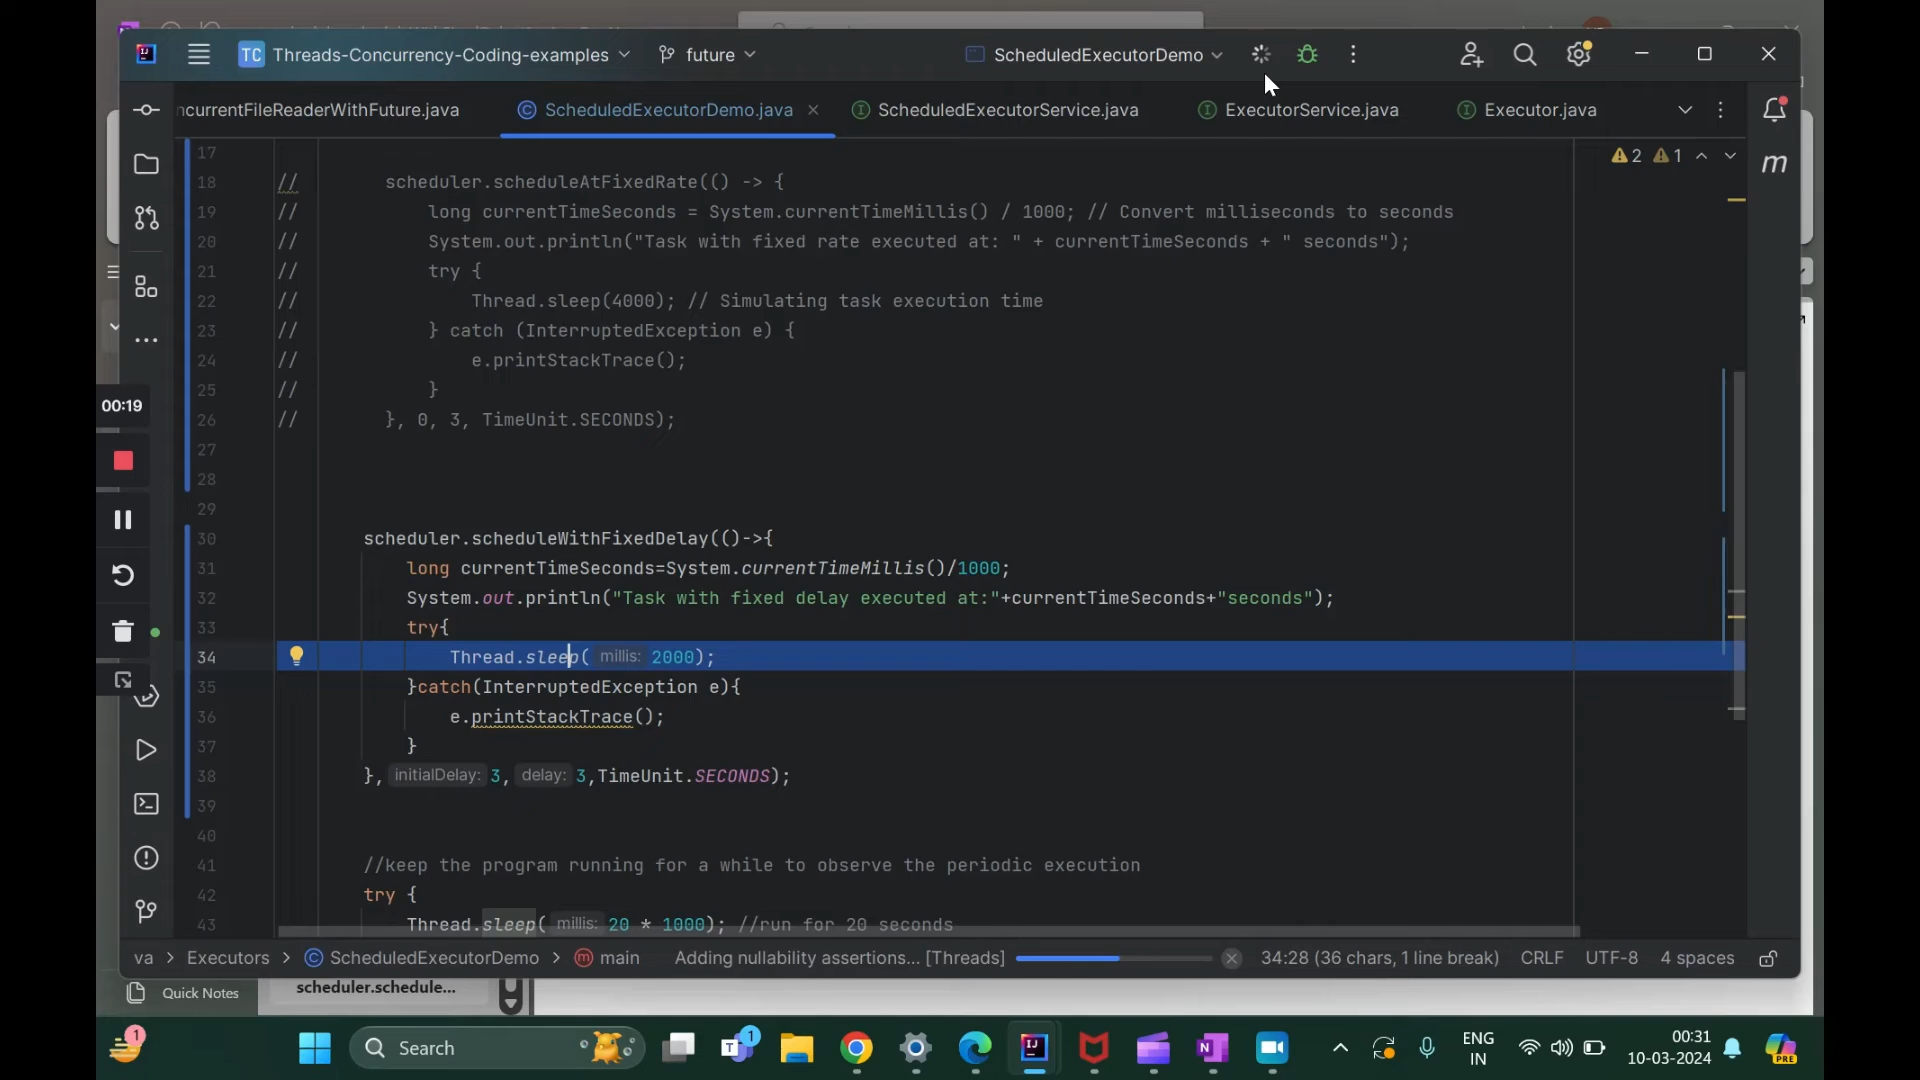 TC Threads-Concurrency-Coding-examples future ScheduledExecutorDemo
ncurrentFileReaderWithFuture.java ScheduledExecutorDemo.java ScheduledExecutorService.java ExecutorService.java Executor.java
2 1
17
18 // scheduler.scheduleAtFixedRate(() -> {
19 // long currentTimeSeconds = System.currentTimeMillis() / 1000; // Convert milliseconds to seconds
20 // System.out.println("Task with fixed rate executed at: " + currentTimeSeconds + " seconds");
21 // try {
22 // Thread.sleep(4000); // Simulating task execution time
23 // } catch (InterruptedException e) {
24 // e.printStackTrace();
25 // }
26 // }, 0, 3, TimeUnit.SECONDS);
27
28
29
30 scheduler.scheduleWithFixedDelay(()->{
31 long currentTimeSeconds=System.currentTimeMillis()/1000;
32 System.out.println("Task with fixed delay executed at:"+currentTimeSeconds+"seconds");
33 try{
34 Thread.sleep( millis: 2000);
35 }catch(InterruptedException e){
36 e.printStackTrace();
37 }
38 }, initialDelay: 3, delay: 3,TimeUnit.SECONDS);
39
40
41 //keep the program running for a while to observe the periodic execution
42 try {
43 Thread.sleep( millis: 20 * 1000); //run for 20 seconds
00:19
va > Executors > ScheduledExecutorDemo > main Adding nullability assertions... [Threads] 34:28 (36 chars, 1 line break) CRLF UTF-8 4 spaces
Quick Notes scheduler.schedule...
1 Search 1 ENG IN 00:31 10-03-2024 PRE